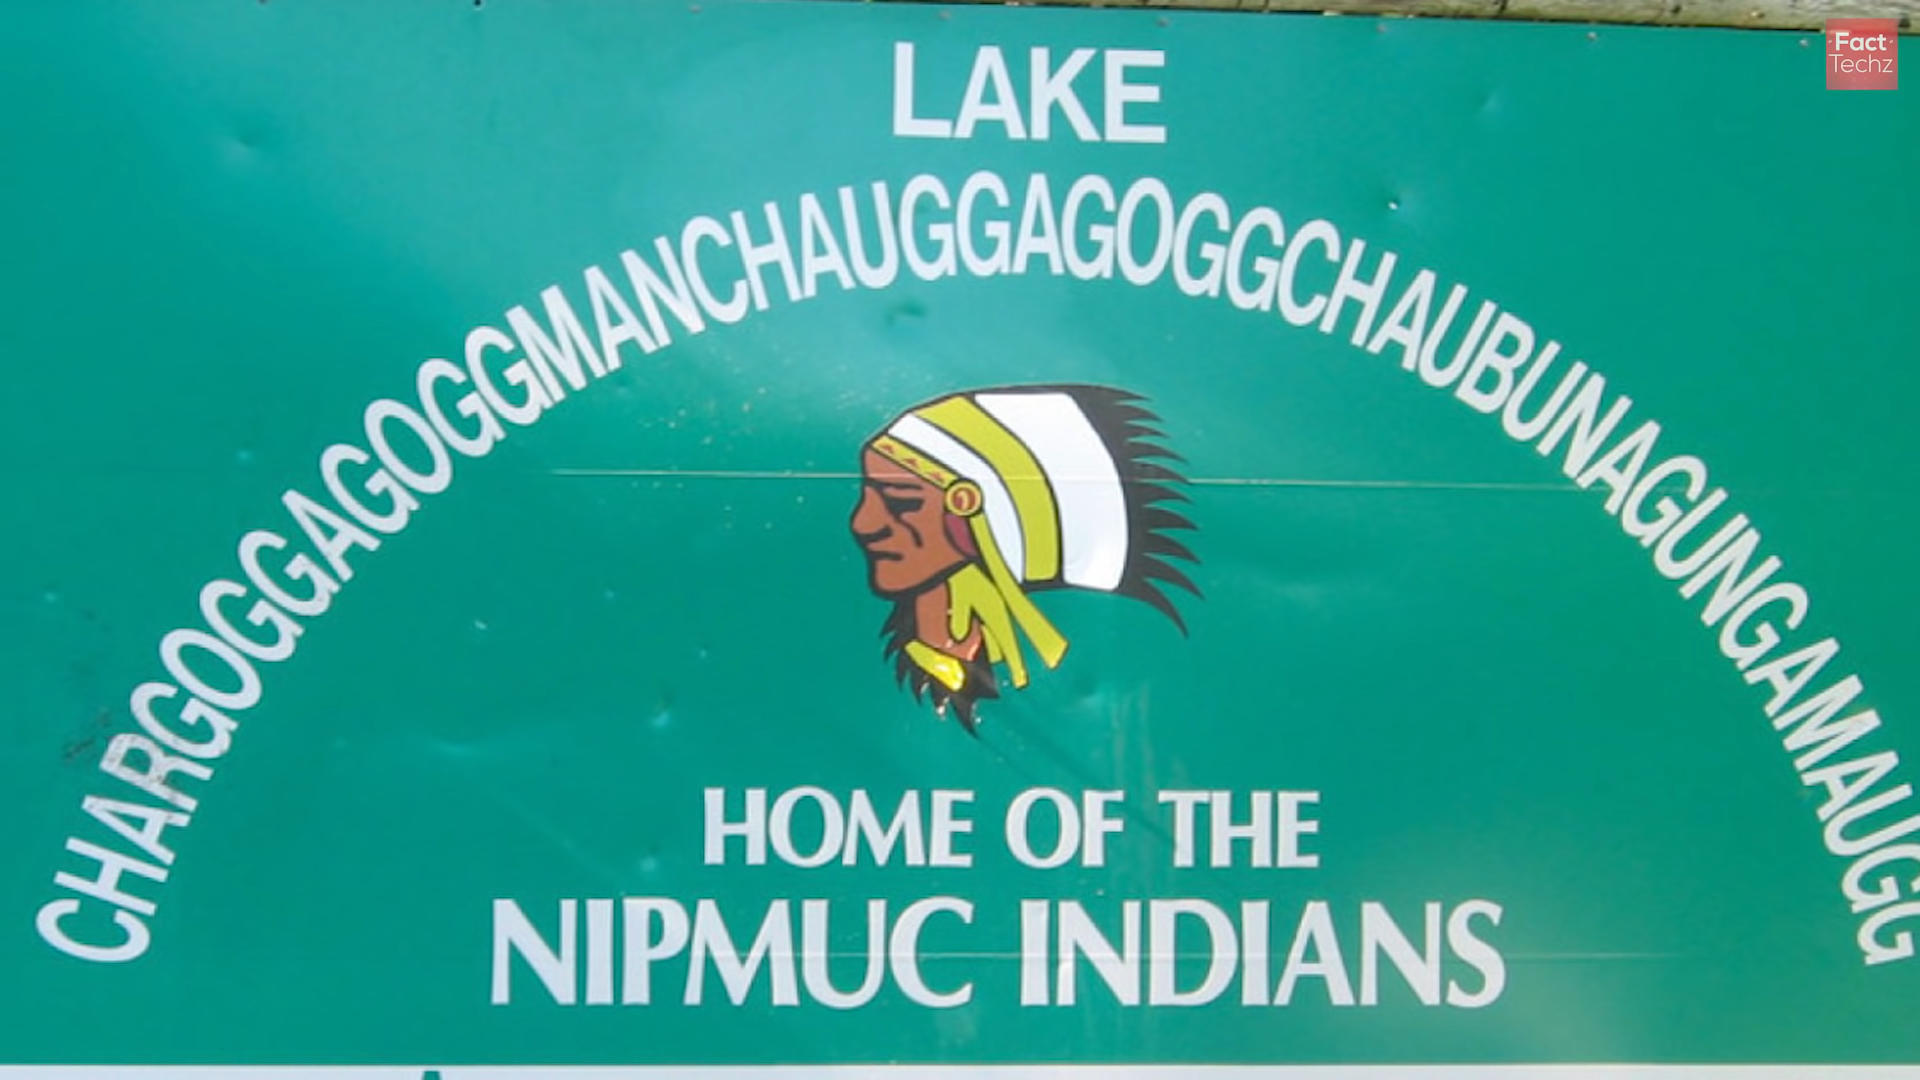 LAKE
CHARGOGGAGOGGMANCHAUGGAGOGGCHAUBUNAGUNGAMAUGG
HOME OF THE
NIPMUC INDIANS
Fact
Techz